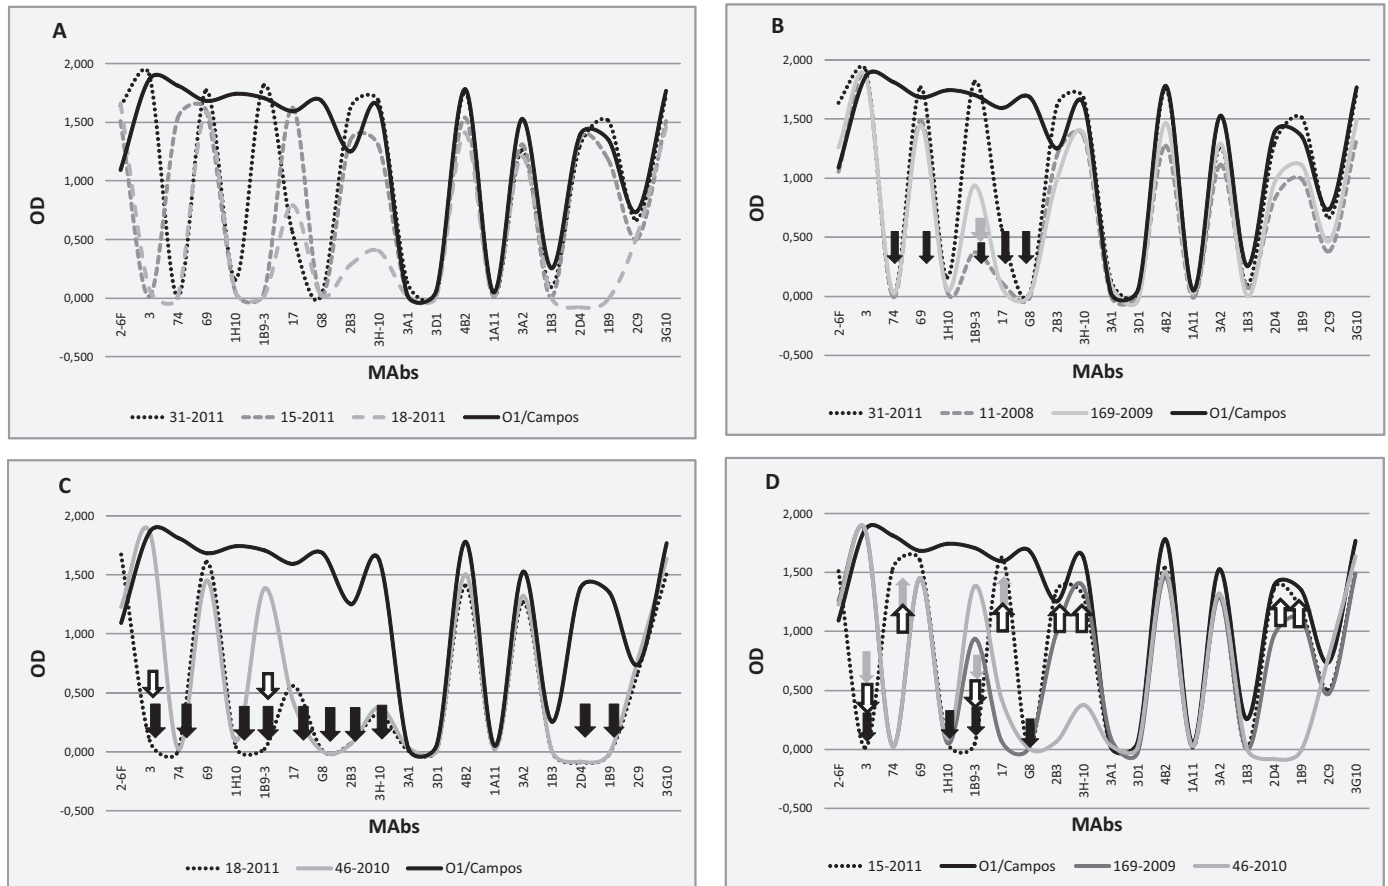 A
2,000
1,500
1,000
0,500
0,000
-0,500
OD
2-6F 3 74 69 1H10 1B9-3 17 G8 2B3 3H-10 3A1 3D1 4B2 1A11 3A2 1B3 2D4 1B9 2C9 3G10
MAbs
31-2011 15-2011 18-2011 O1/Campos
B
2,000
1,500
1,000
0,500
0,000
-0,500
OD
2-6F 3 74 69 1H10 1B9-3 17 G8 2B3 3H-10 3A1 3D1 4B2 1A11 3A2 1B3 2D4 1B9 2C9 3G10
MAbs
31-2011 11-2008 169-2009 O1/Campos
C
2,000
1,500
1,000
0,500
0,000
-0,500
OD
2-6F 3 74 69 1H10 1B9-3 17 G8 2B3 3H-10 3A1 3D1 4B2 1A11 3A2 1B3 2D4 1B9 2C9 3G10
MAbs
18-2011 46-2010 O1/Campos
D
2,000
1,500
1,000
0,500
0,000
-0,500
OD
2-6F 3 74 69 1H10 1B9-3 17 G8 2B3 3H-10 3A1 3D1 4B2 1A11 3A2 1B3 2D4 1B9 2C9 3G10
MAbs
15-2011 O1/Campos 169-2009 46-2010